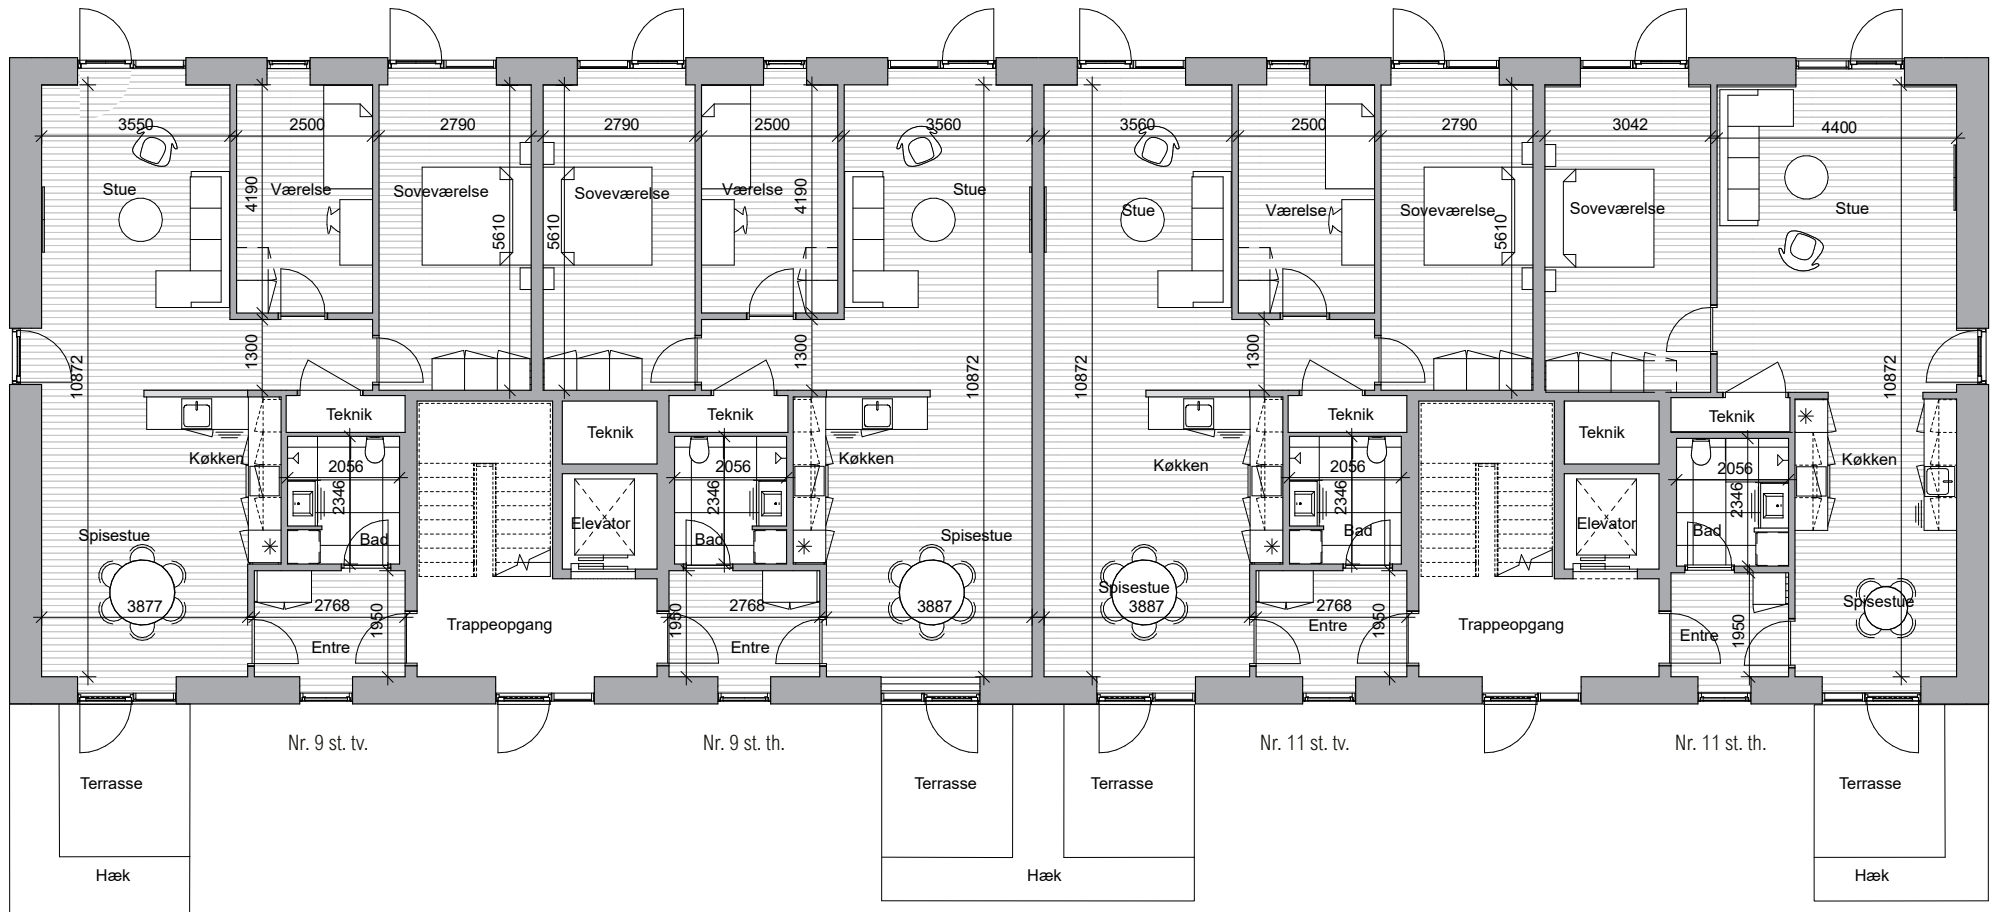 3550
2500
2790
2790
2500
3560
3560
2500
2790
3042
4400
Stue
4190
Værelse
Soveværelse
5610
5610
Soveværelse
Værelse
4190
Stue
Stue
Værelse
Soveværelse
5610
Soveværelse
Stue
10872
1300
1300
10872
10872
1300
10872
Teknik
Teknik
Teknik
Teknik
Teknik
Teknik
Køkken
2056
2346
2056
2346
Køkken
Køkken
2056
2346
2056
2346
Køkken
Spisestue
Bad
Elevator
Bad
Spisestue
Bad
Elevator
Bad
3877
2768
1950
Entre
Trappeopgang
1950
2768
Entre
3887
Spisestue
3887
2768
Entre
1950
Trappeopgang
Entre
1950
Spisestue
Nr. 9 st. tv.
Nr. 9 st. th.
Nr. 11 st. tv.
Nr. 11 st. th.
Terrasse
Terrasse
Terrasse
Terrasse
Hæk
Hæk
Hæk